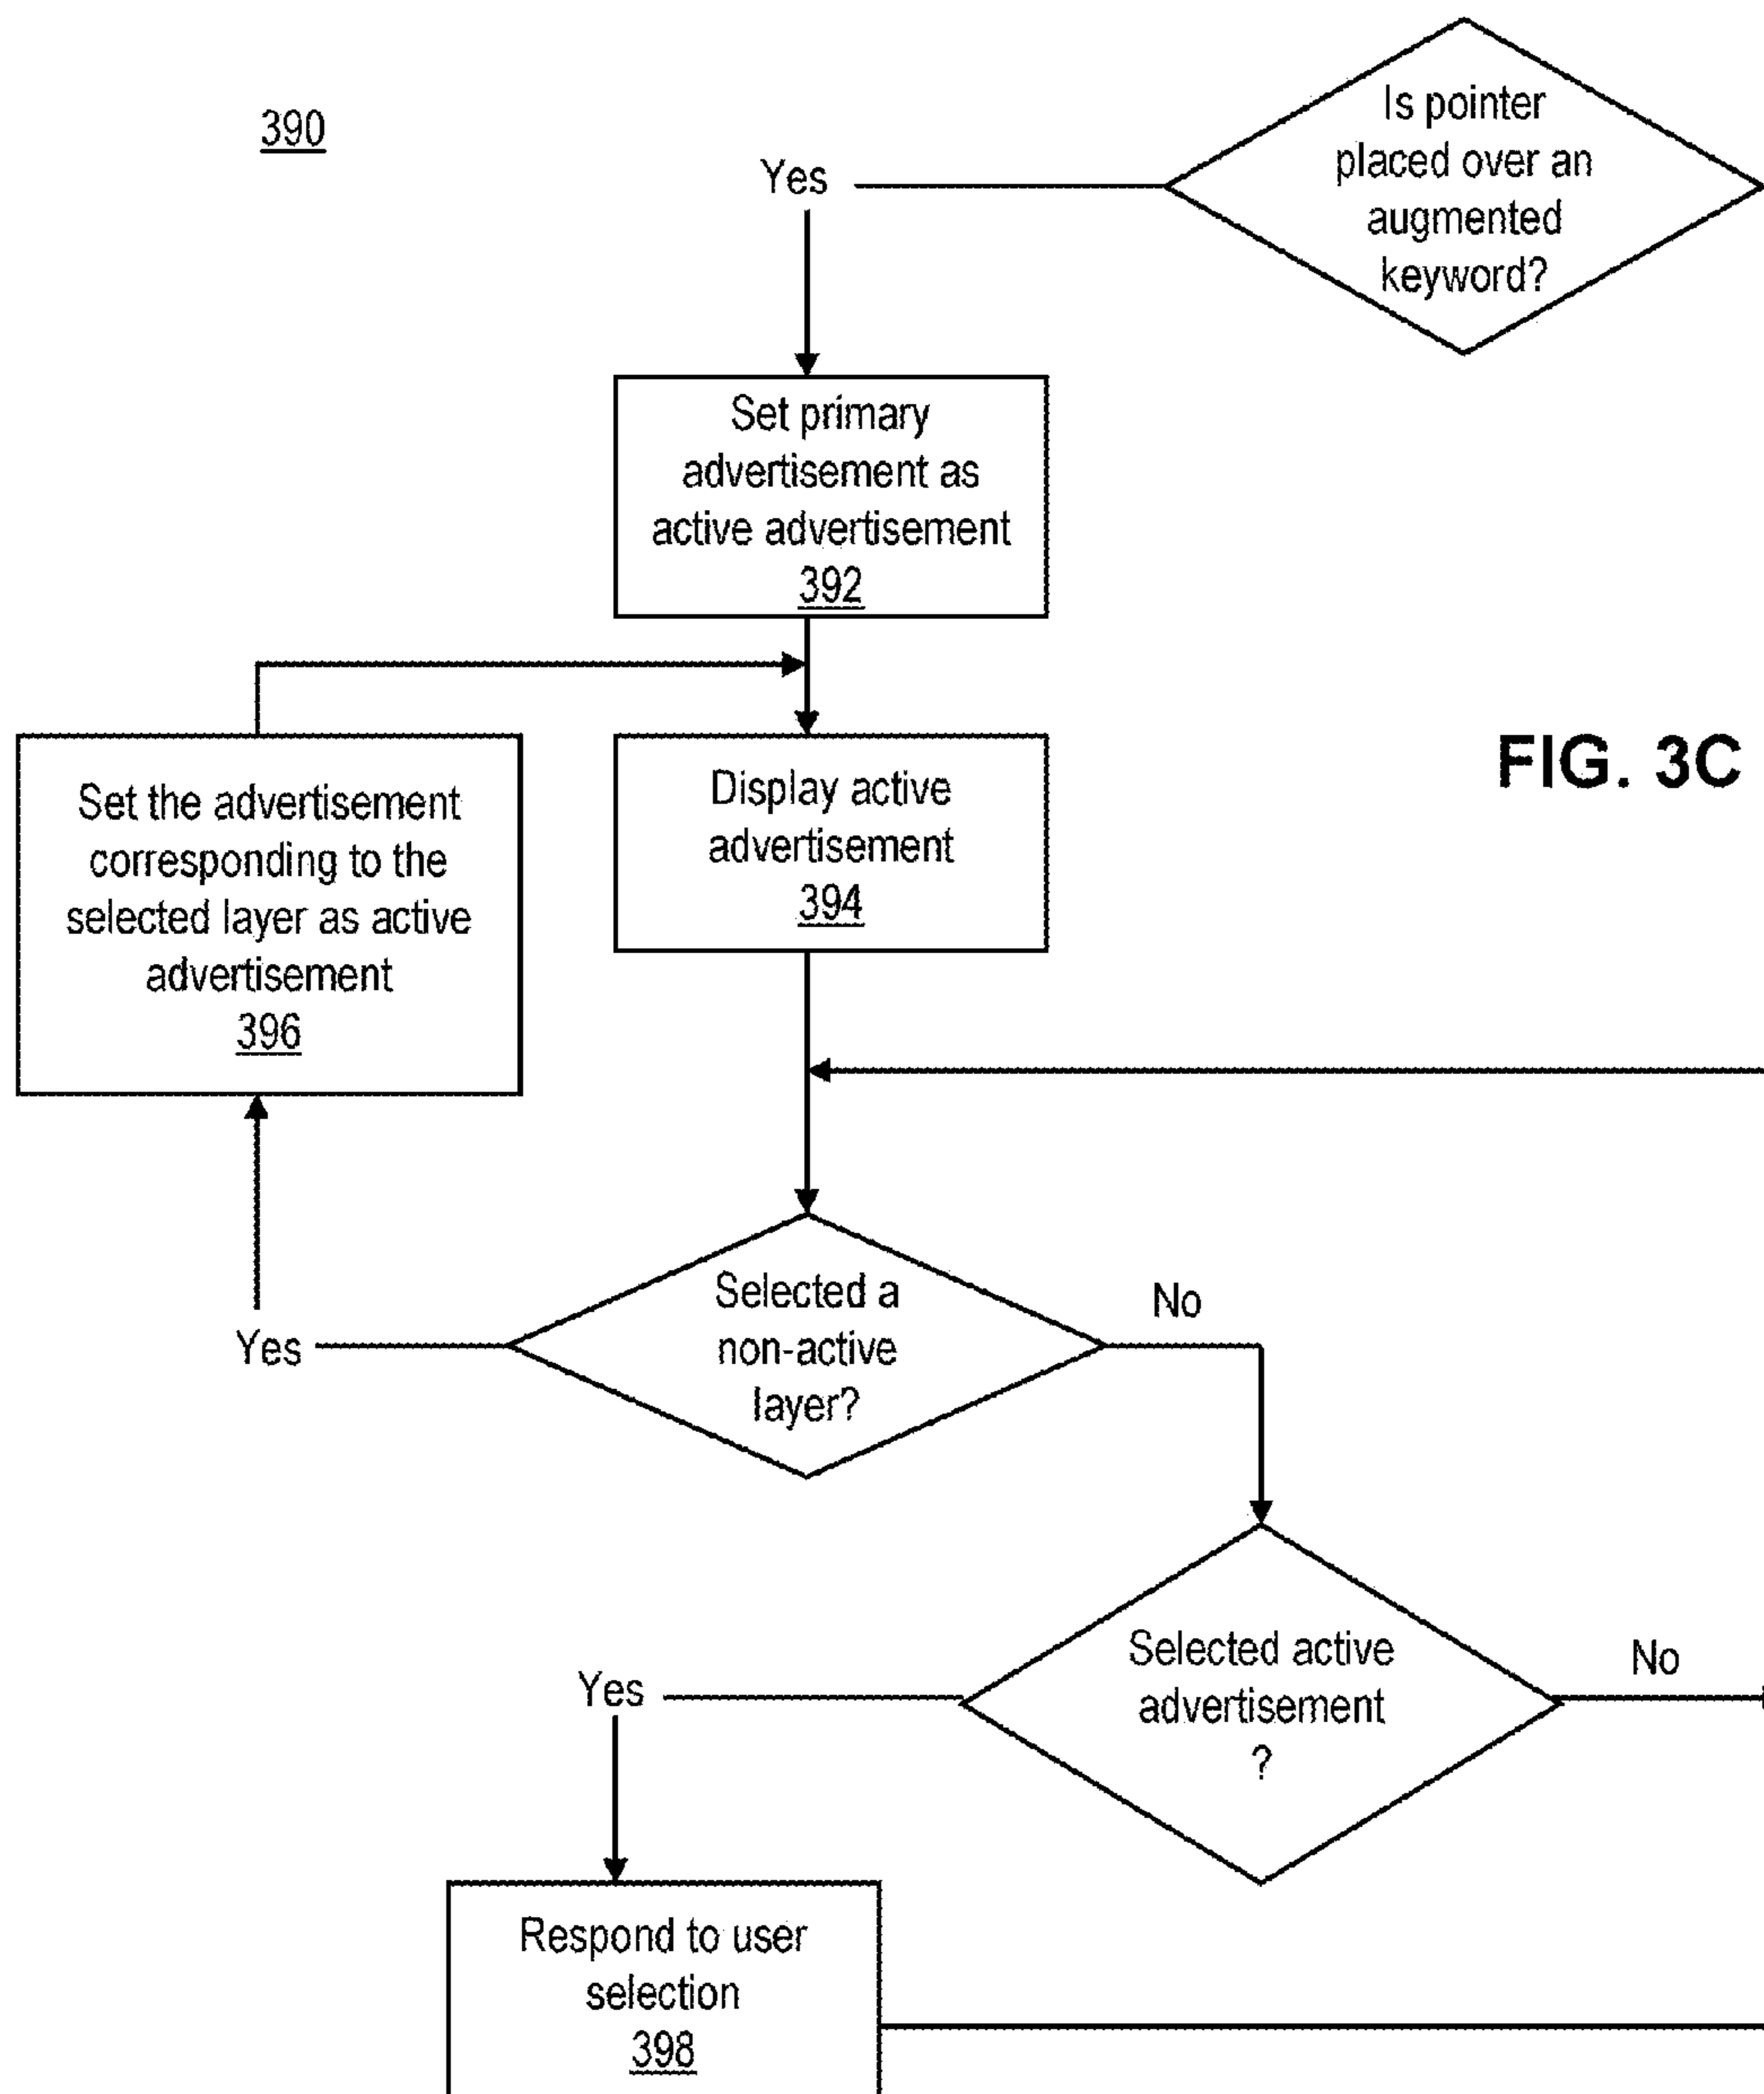 390
Is pointer
placed over an
augmented
keyword?
Yes
Set primary
advertisement as
active advertisement
392
Set the advertisement
corresponding to the
selected layer as active
advertisement
396
Display active
advertisement
394
FIG. 3C
Selected a
non-active
layer?
Yes
No
Selected active
advertisement
?
Yes
No
Respond to user
selection
398